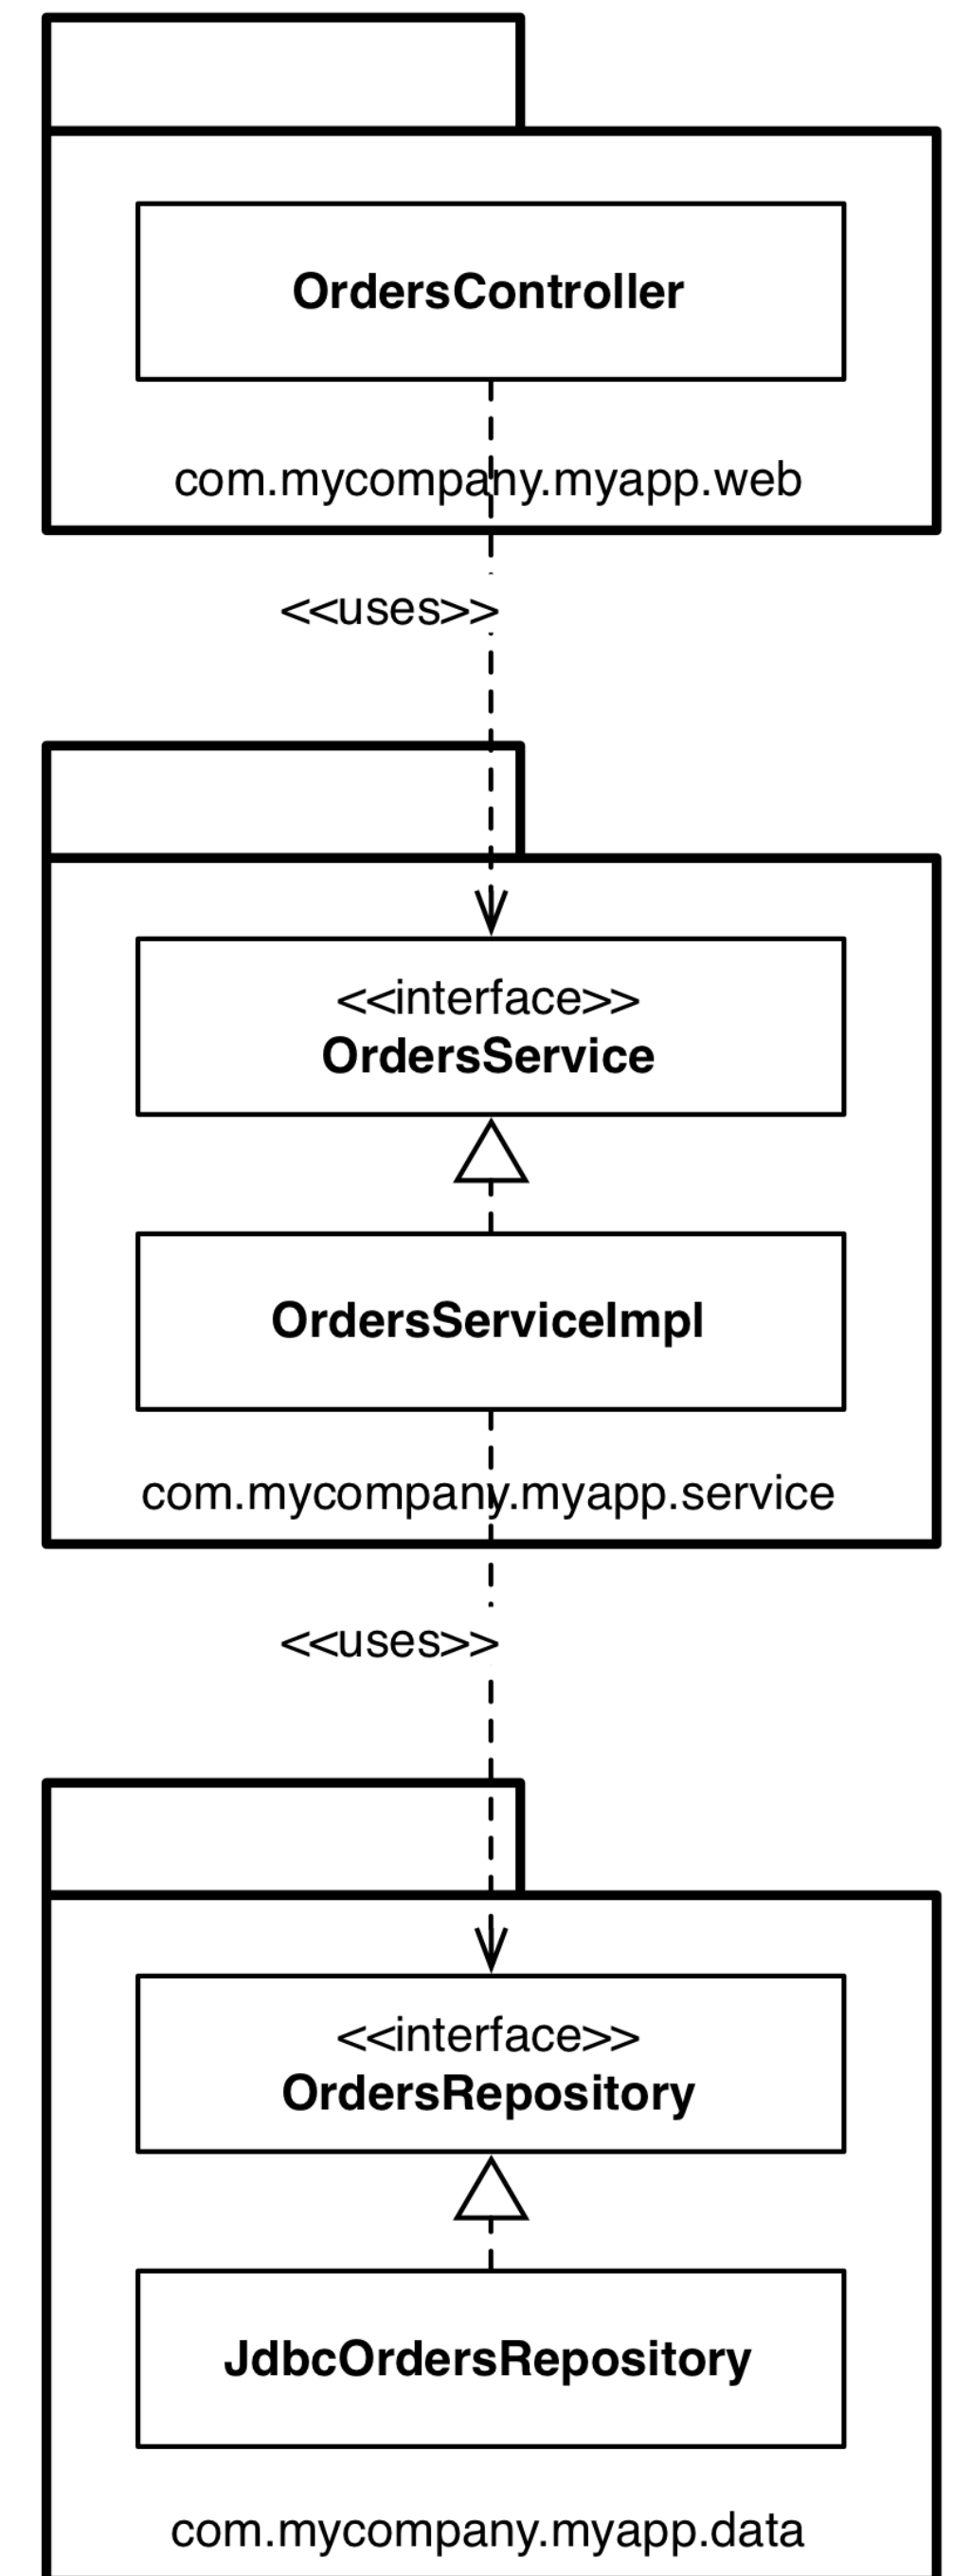 OrdersController
com.mycompany.myapp.web
<<uses>>
<<interface>>
OrdersService
OrdersServiceImpl
com.mycompany.myapp.service
<<uses>>
<<interface>>
OrdersRepository
JdbcOrdersRepository
com.mycompany.myapp.data